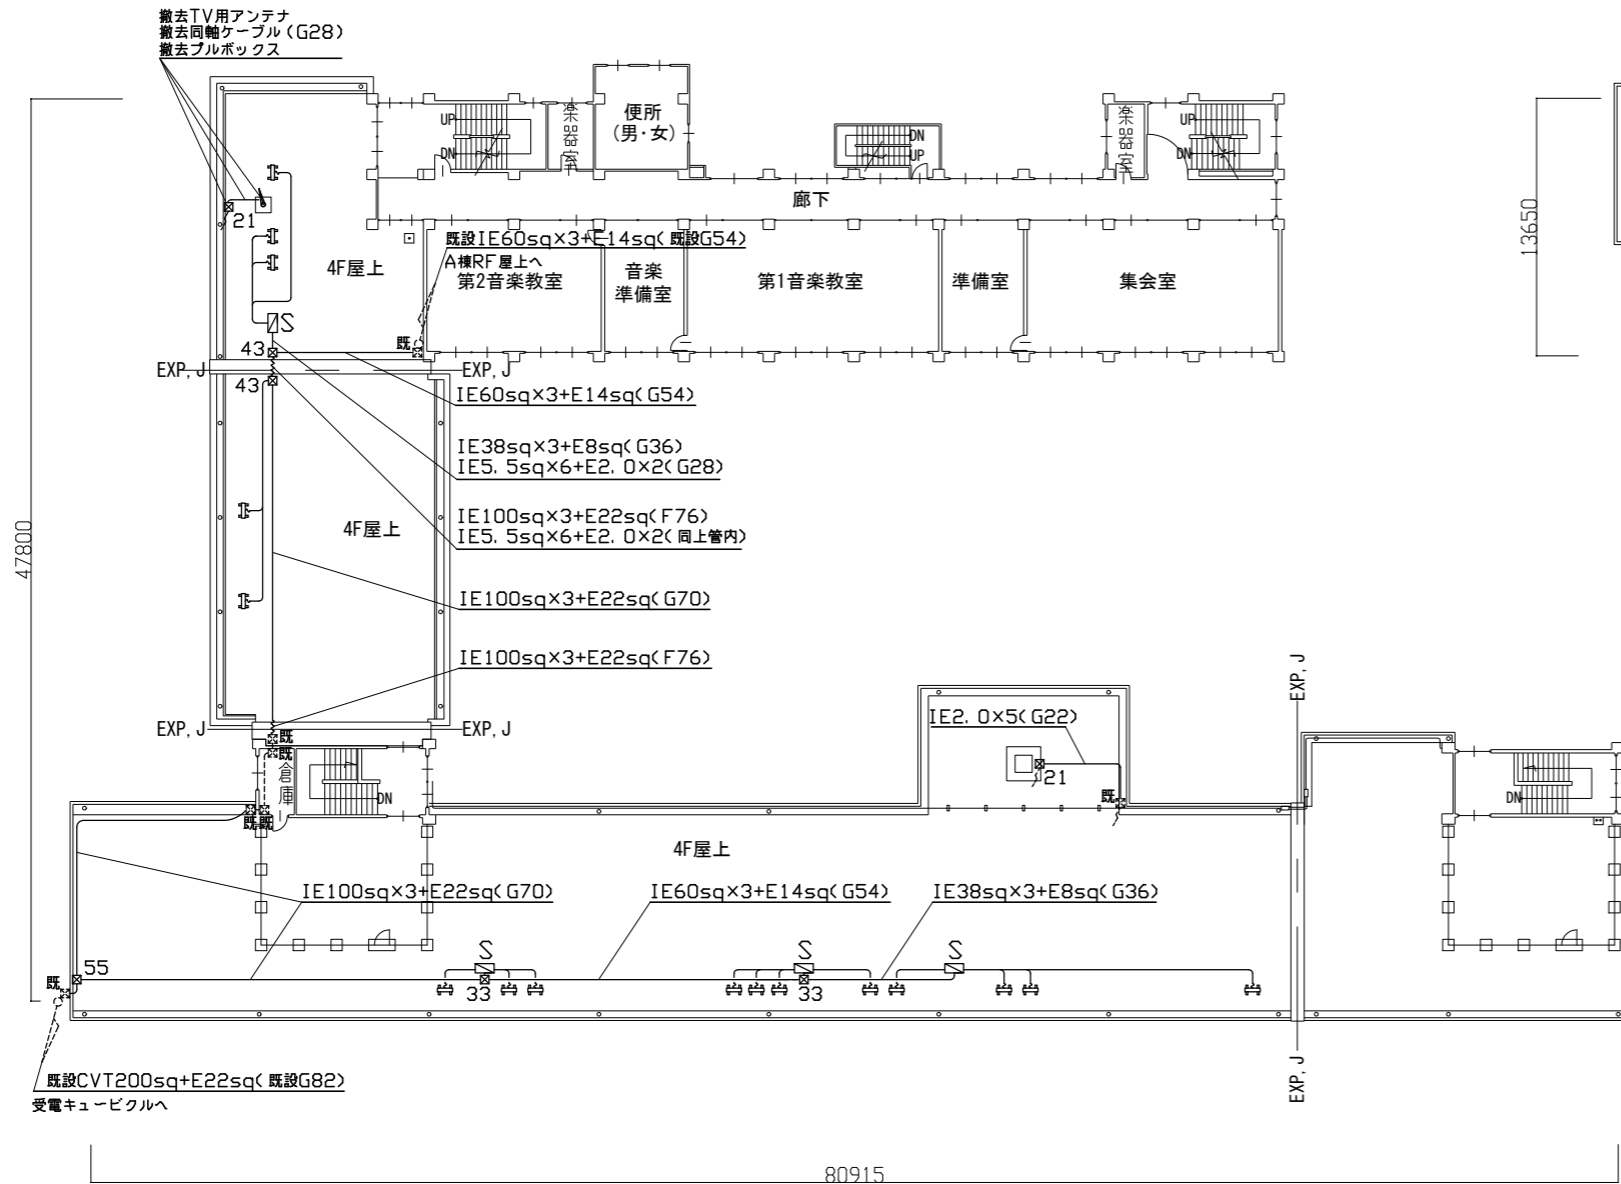 撤去TV用アンテナ
撤去同軸ケーブル(G28)
撤去プルボックス
UP
DN
楽器室
便所
(男・女)
DN
UP
楽器室
UP
DN
廊下
21
4F屋上
既設IE60sq×3+E14sq(既設G54)
A棟RF屋上へ
第2音楽教室
音楽
準備室
第1音楽教室
準備室
集会室
13650
S
43
既
EXP,J
EXP,J
43
IE60sq×3+E14sq(G54)
IE38sq×3+E8sq(G36)
IE5.5sq×6+E2.0×2(G28)
IE100sq×3+E22sq(F76)
IE5.5sq×6+E2.0×2(同上管内)
4F屋上
47800
IE100sq×3+E22sq(G70)
IE100sq×3+E22sq(F76)
EXP,J
EXP,J
EXP,J
既
既
倉庫
DN
既既
IE2.0×5(G22)
21
既
DN
4F屋上
IE100sq×3+E22sq(G70)
IE60sq×3+E14sq(G54)
IE38sq×3+E8sq(G36)
S
S
S
55
既
33
33
既設CVT200sq+E22sq(既設G82)
受電キュービクルへ
EXP,J
80915